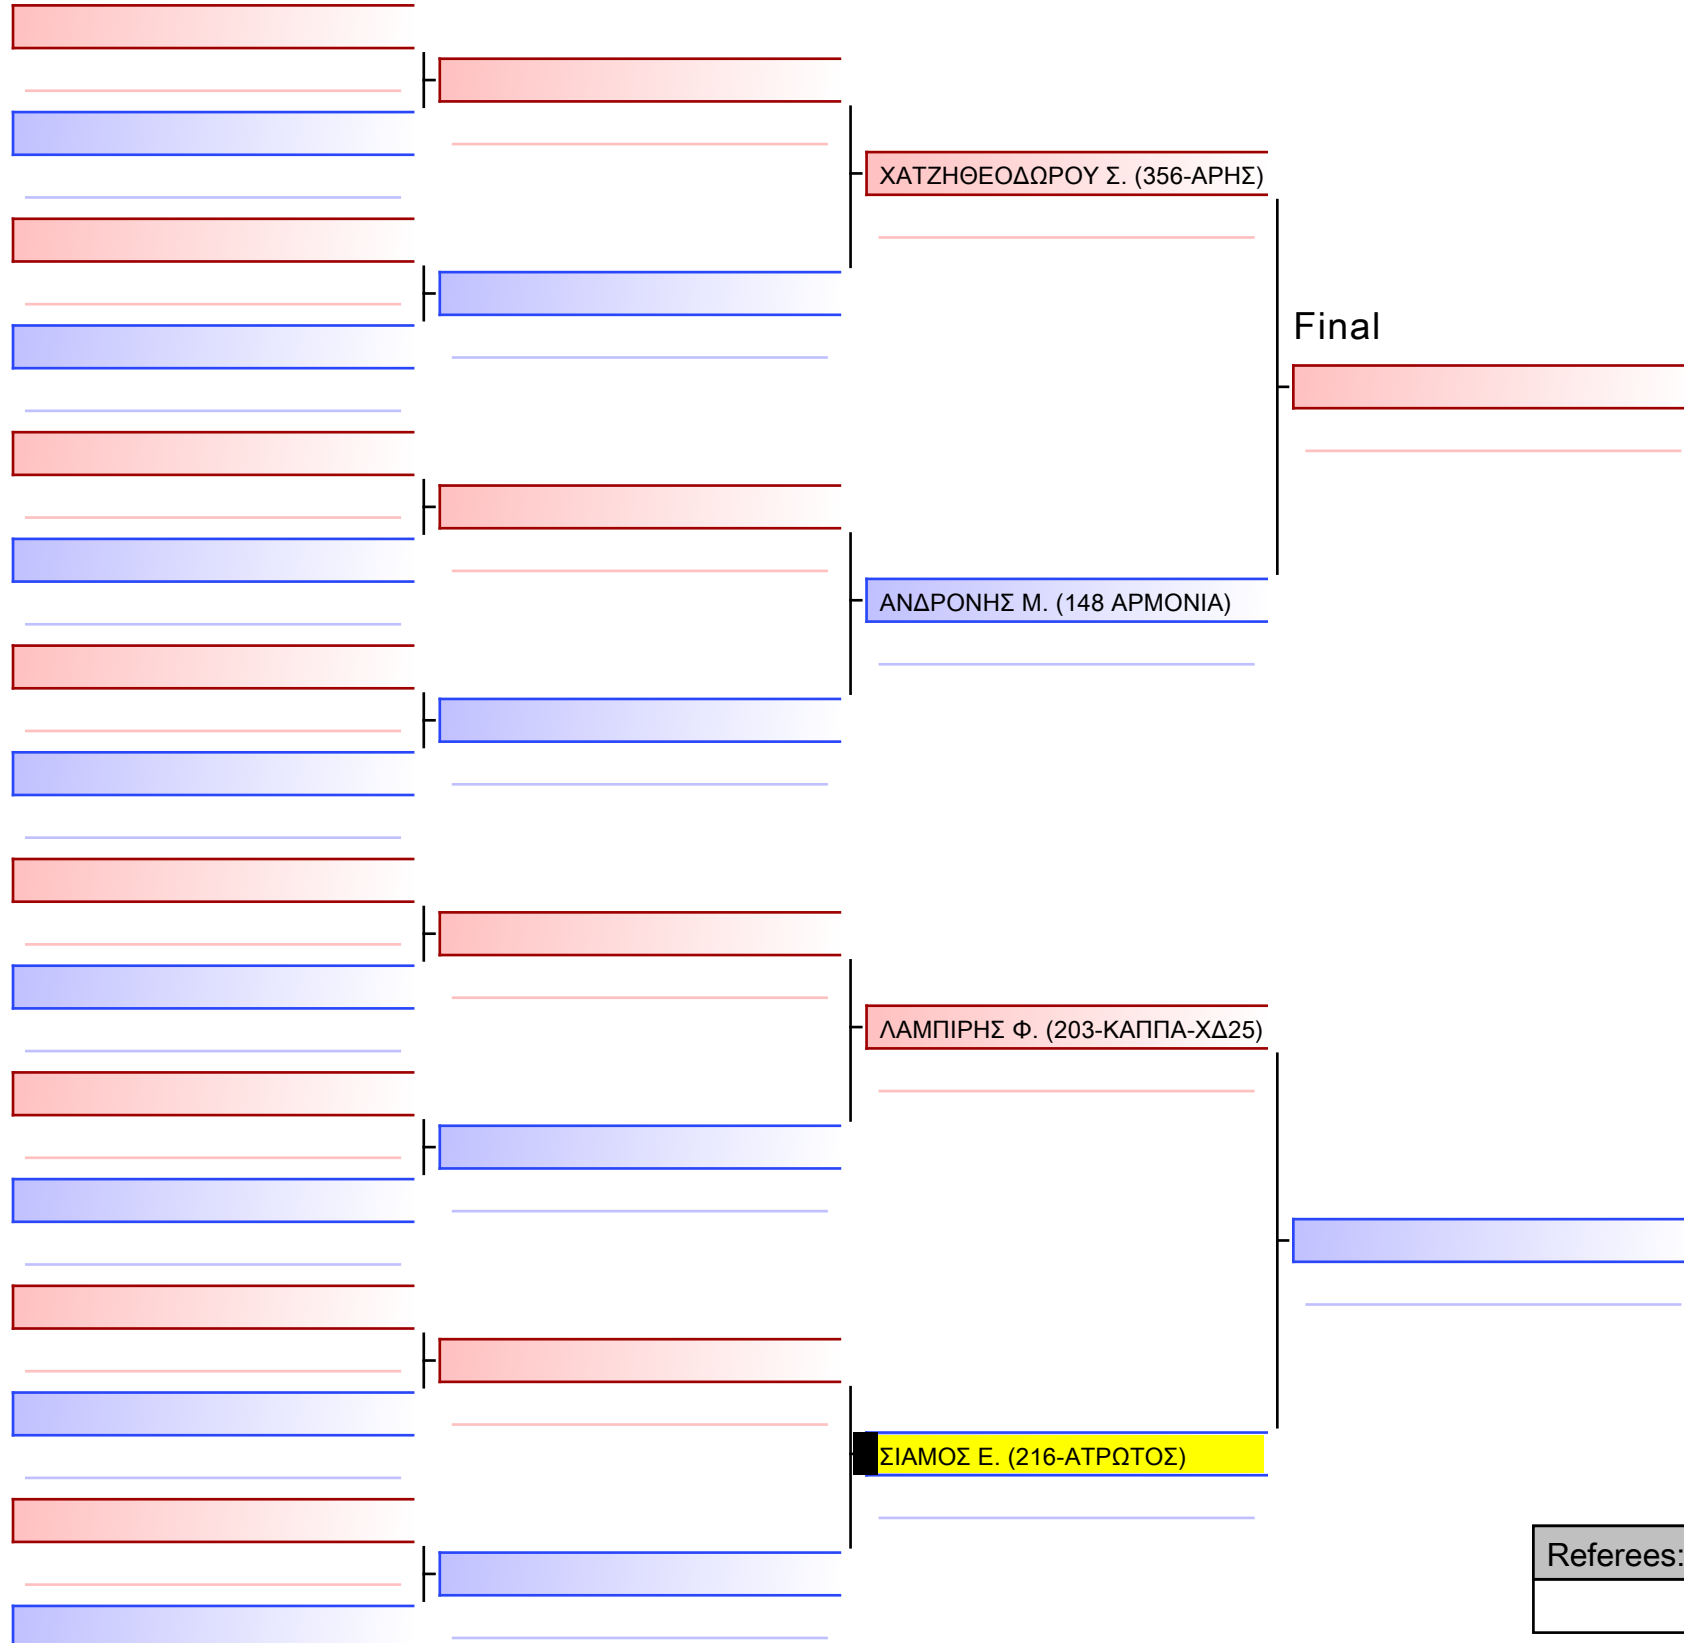 ΧΑΤΖΗΘΕΟΔΩΡΟΥ Σ. (356-ΑΡΗΣ)
Final
ΑΝΔΡΟΝΗΣ Μ. (148 ΑΡΜΟΝΙΑ)
ΛΑΜΠΙΡΗΣ Φ. (203-ΚΑΠΠΑ-ΧΔ25)
ΣΙΑΜΟΣ Ε. (216-ΑΤΡΩΤΟΣ)
Referees: